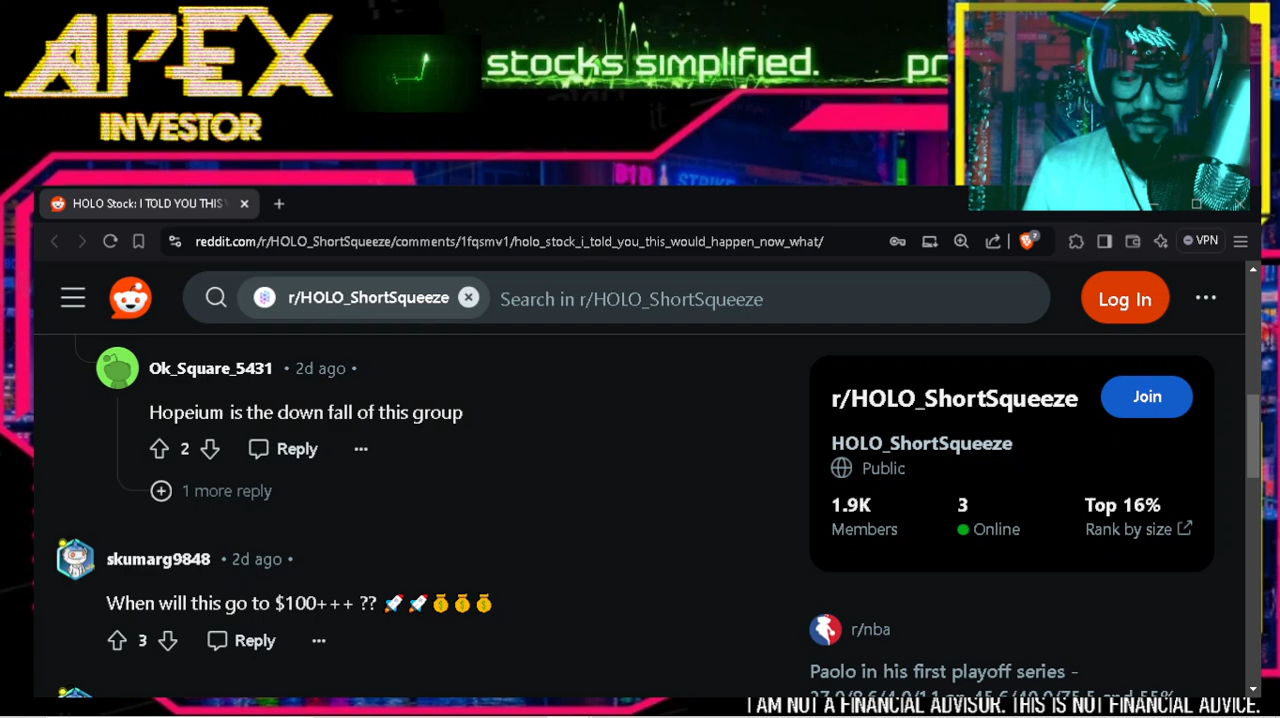 APEX
INVESTOR
stocks simplified.
or
HOLO Stock: I TOLD YOU THIS
reddit.com/r/HOLO_ShortSqueeze/comments/1fqsmv1/holo_stock_i_told_you_this_would_happen_now_what/
2
VPN
r/HOLO_ShortSqueeze
Search in r/HOLO_ShortSqueeze
Log In
Ok_Square_5431 • 2d ago •
Hopeium is the down fall of this group
2 Reply
1 more reply
skumarg9848 • 2d ago •
When will this go to $100+++ ?? 🚀🚀💰💰💰
3 Reply
r/HOLO_ShortSqueeze
Join
HOLO_ShortSqueeze
Public
1.9K 3 Top 16%
Members Online Rank by size
r/nba
Paolo in his first playoff series -
I AM NOT A FINANCIAL ADVISOR. THIS IS NOT FINANCIAL ADVICE.